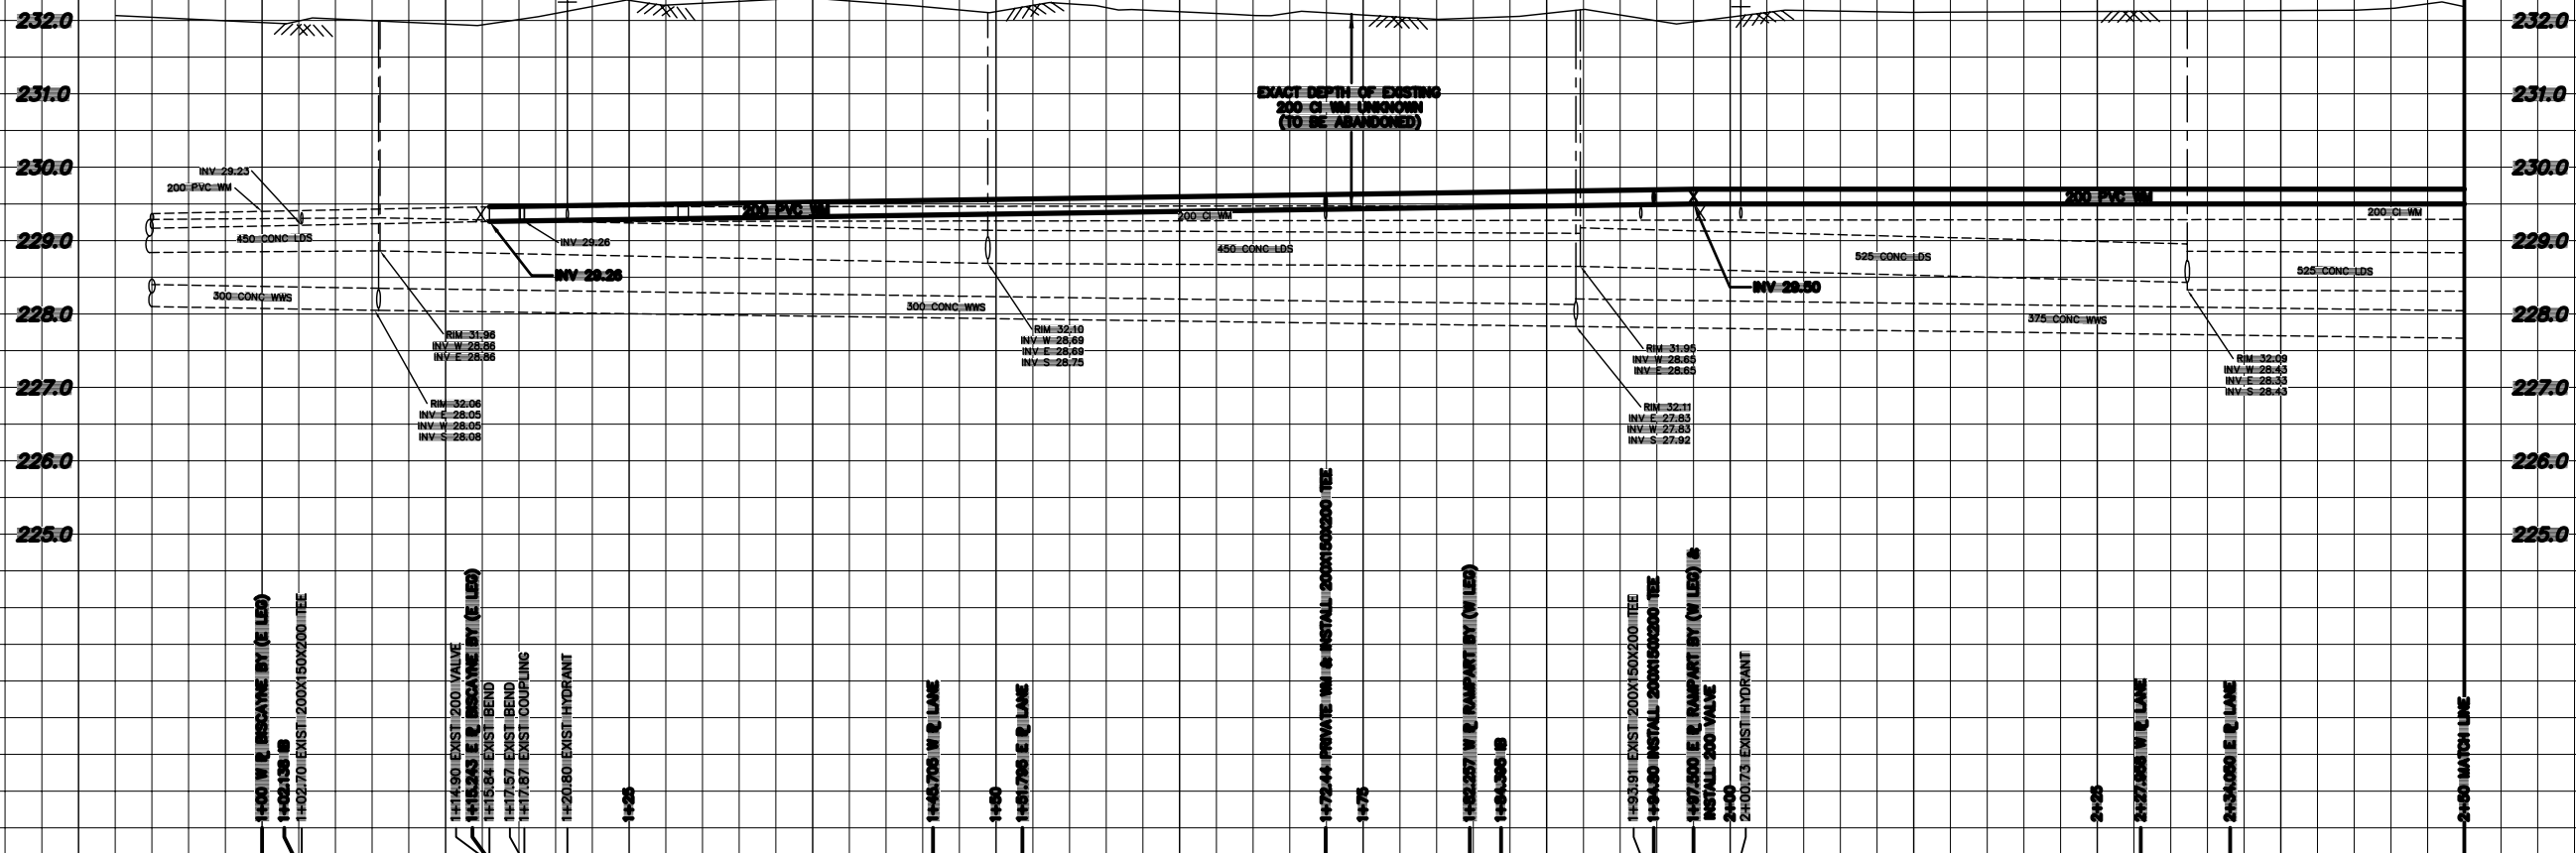 232.0
232.0
231.0
EXACT DEPTH OF EXISTING
200 CI WM UNKNOWN
(TO BE ABANDONED)
231.0
230.0
230.0
INV 29.23
200 PVC WM
200 PVC WM
200 CI WM
200 PVC WM
200 CI WM
229.0
450 CONC LDS
INV 29.26
INV 29.26
450 CONC LDS
525 CONC LDS
525 CONC LDS
229.0
INV 29.50
300 CONC WWS
300 CONC WWS
375 CONC WWS
228.0
228.0
RIM 31.96
INV W 28.86
INV E 28.86
RIM 32.10
INV W 28.69
INV E 28.69
INV S 28.75
RIM 31.95
INV W 28.65
INV E 28.65
RIM 32.09
INV W 28.43
INV E 28.33
INV S 28.43
227.0
227.0
RIM 32.06
INV E 28.05
INV W 28.05
INV S 28.08
RIM 32.11
INV E 27.83
INV W 27.83
INV S 27.92
226.0
226.0
225.0
225.0
1+00 W PL BISCAYNE BY (E LEG)
1+02.138 IB
1+02.70 EXIST 200X150X200 TEE
1+14.90 EXIST 200 VALVE
1+15.243 E PL BISCAYNE BY (E LEG)
1+15.84 EXIST BEND
1+17.57 EXIST BEND
1+17.87 EXIST COUPLING
1+20.80 EXIST HYDRANT
1+25
1+45.705 W PL LANE
1+50
1+51.795 E PL LANE
1+72.44 PRIVATE WM & INSTALL 200X150X200 TEE
1+75
1+82.257 W PL RAMPART BY (W LEG)
1+84.395 IB
1+93.91 EXIST 200X150X200 TEE
1+94.80 INSTALL 200X150X200 TEE
1+97.500 E PL RAMPART BY (W LEG) &
INSTALL 200 VALVE
2+00
2+00.73 EXIST HYDRANT
2+25
2+27.958 W PL LANE
2+34.050 E PL LANE
2+50 MATCH LINE